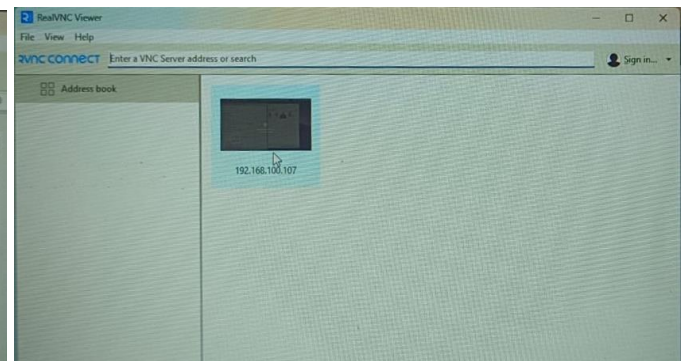 RealVNC Viewer
File View Help
VNC CONNECT Enter a VNC Server address or search Sign in...
Address book
192.168.100.107